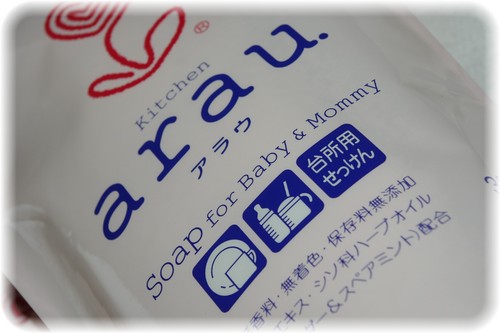 Kitchen
®
arau.
アラウ
Soap for Baby & Mommy
台所用
せっけん
香料・無着色・保存料無添加
エキス・シソ科ハーブオイル
ー＆スペアミント)配合